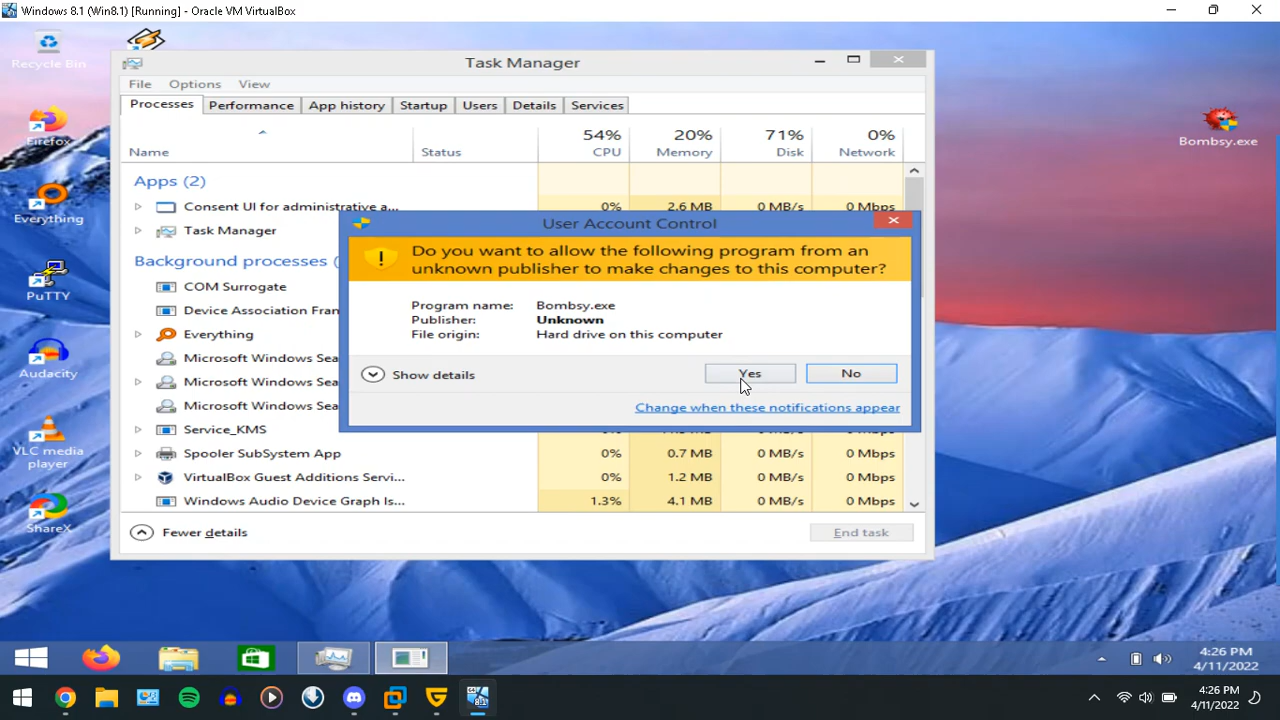 Windows 8.1 (Win8.1) [Running] - Oracle VM VirtualBox
Recycle Bin
Firefox
Everything
PuTTY
Audacity
VLC media
player
ShareX
Bombsy.exe
Task Manager
File Options View
Processes Performance App history Startup Users Details Services
54% 20% 71% 0%
Name Status CPU Memory Disk Network
Apps (2)
Consent UI for administrative a... 0% 2.6 MB 0 MB/s 0 Mbps
Task Manager
Background processes (
COM Surrogate
Device Association Fran
Everything
Microsoft Windows Sea
Microsoft Windows Sea
Microsoft Windows Sea
Service_KMS
Spooler SubSystem App 0% 0.7 MB 0 MB/s 0 Mbps
VirtualBox Guest Additions Servi... 0% 1.2 MB 0 MB/s 0 Mbps
Windows Audio Device Graph Is... 1.3% 4.1 MB 0 MB/s 0 Mbps
Fewer details End task
User Account Control
Do you want to allow the following program from an
unknown publisher to make changes to this computer?
Program name: Bombsy.exe
Publisher: Unknown
File origin: Hard drive on this computer
Show details Yes No
Change when these notifications appear
4:26 PM
4/11/2022
4:26 PM
4/11/2022